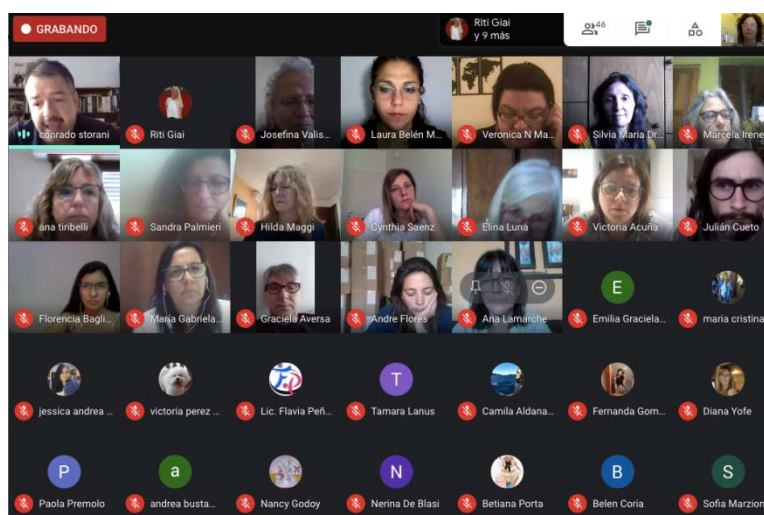 GRABANDO
Riti Giai
y 9 más
46
Tú
conrado storani
Riti Giai
Josefina Valis...
Laura Belén M...
Veronica N Ma...
Silvia Maria Dr...
Marcela Irene
ana tiribelli
Sandra Palmieri
Hilda Maggi
Cynthia Saenz
Elina Luna
Victoria Acuña
Julián Cueto
Florencia Bagli...
María Gabriela...
Graciela Aversa
Andre Flores
Ana Lamarche
E
Emilia Graciela...
maria cristina
jessica andrea ...
victoria perez ...
Lic. Flavia Peñ...
T
Tamara Lanus
Camila Aldana...
Fernanda Gom...
Diana Yofe
P
Paola Premolo
a
andrea busta...
Nancy Godoy
N
Nerina De Blasi
Betiana Porta
B
Belen Coria
S
Sofia Marzion